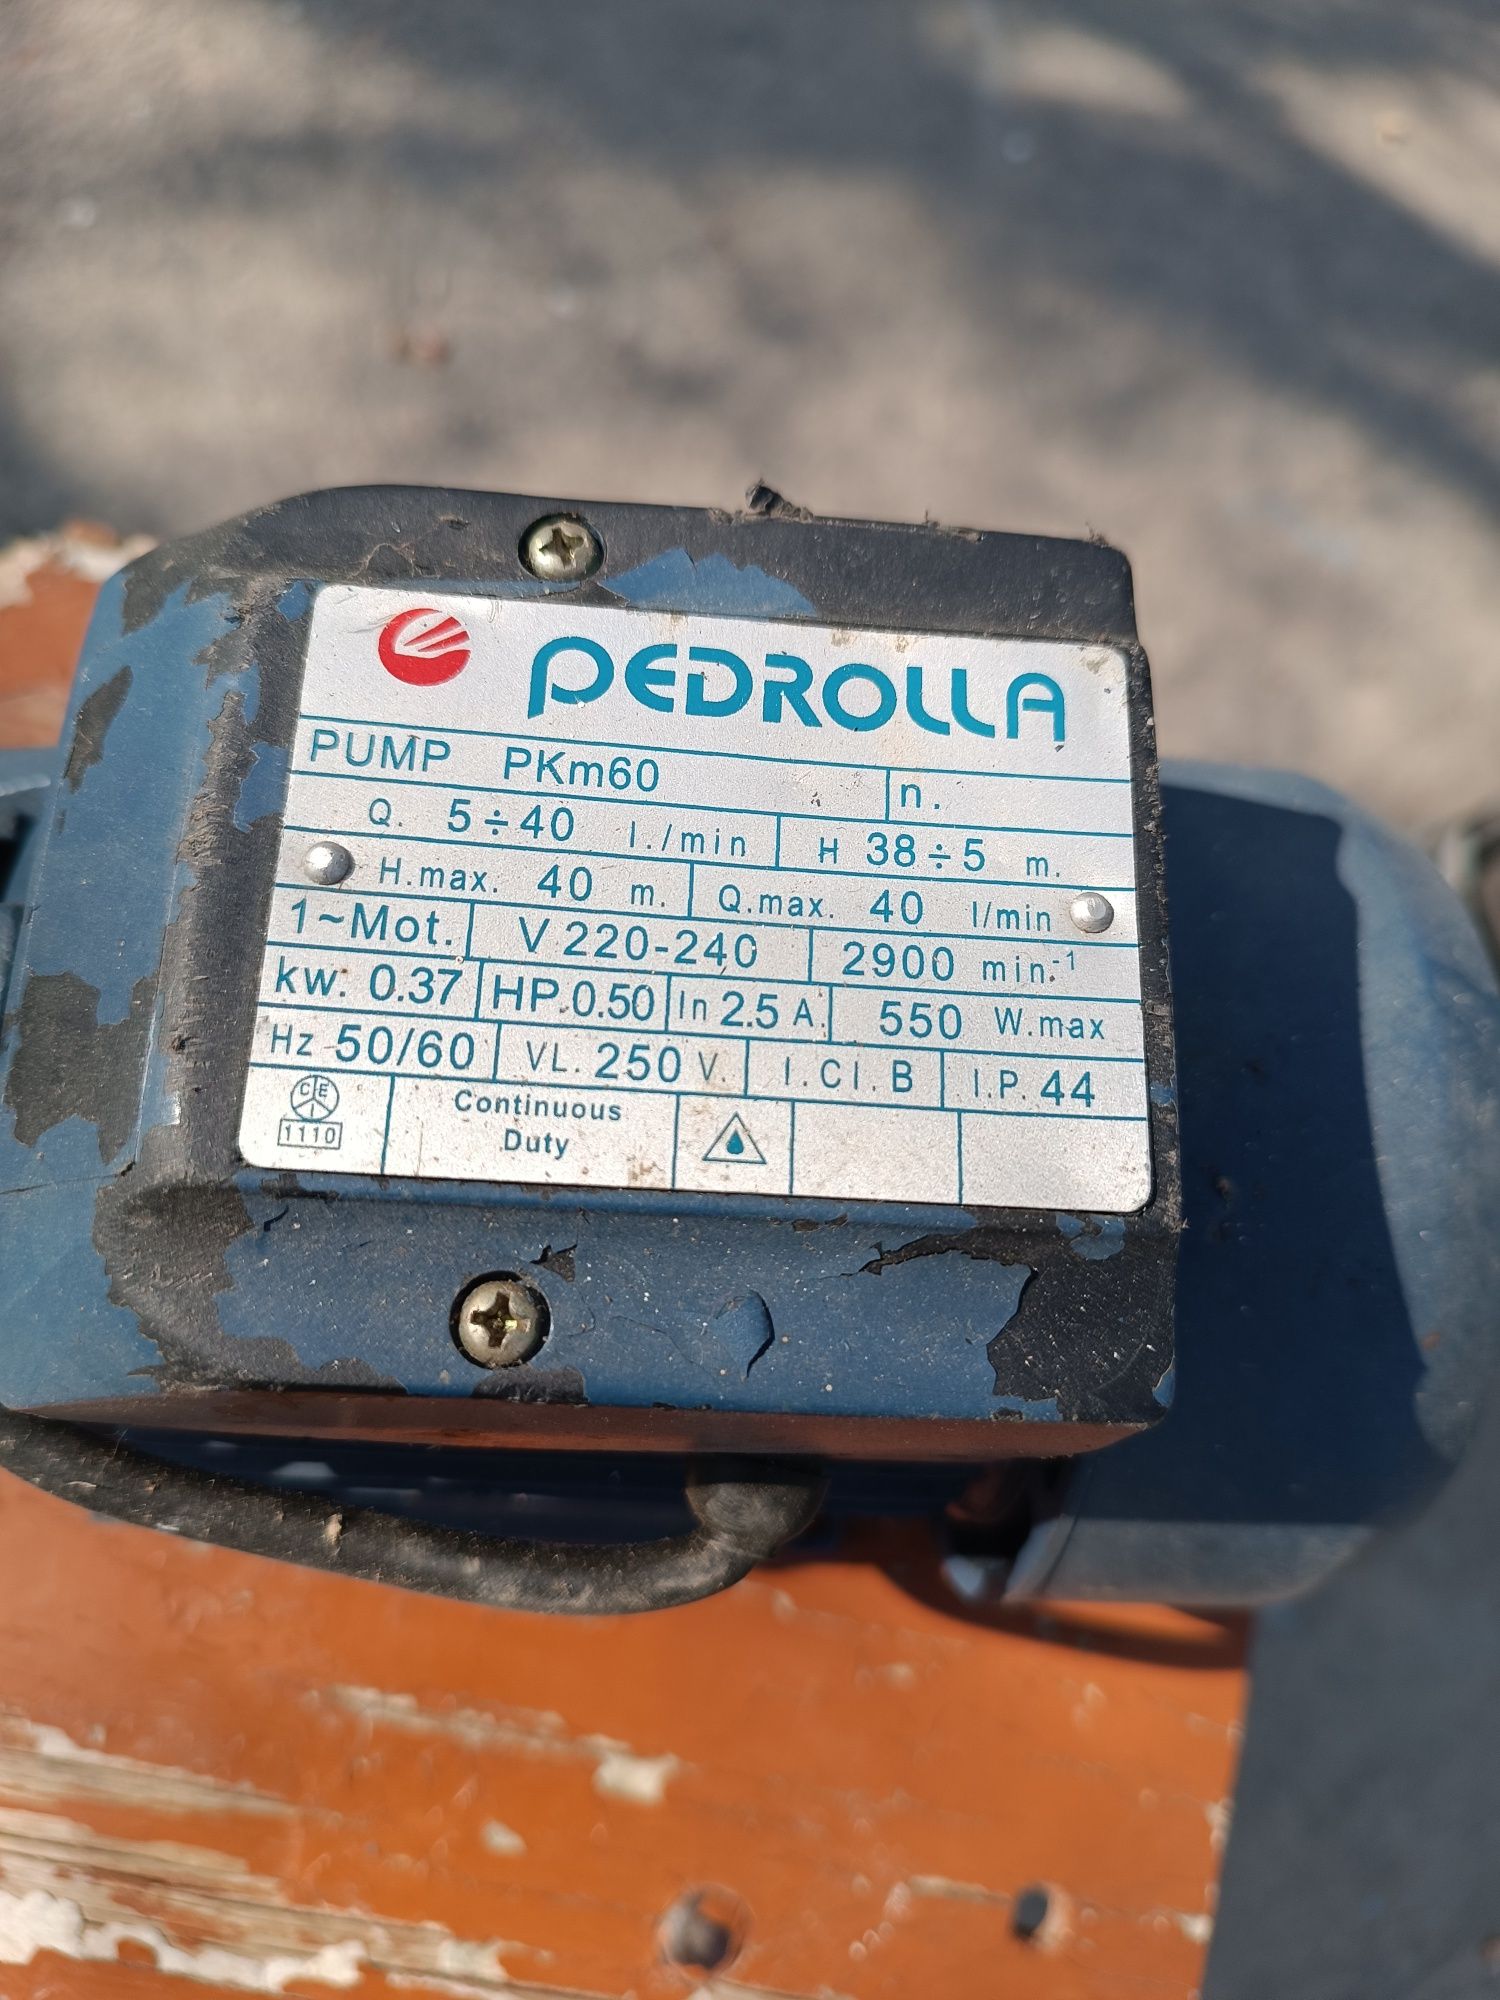 PEDROLLA
PUMP PKm60 n.
Q. 5÷40 l./min H 38÷5 m.
H.max. 40 m. Q.max. 40 l/min
1~Mot. V 220-240 2900 min.-1
kw. 0.37 HP.0.50 In 2.5 A. 550 W.max
Hz 50/60 VL. 250 V. I.Cl.B I.P. 44
CEI
1110
Continuous
Duty